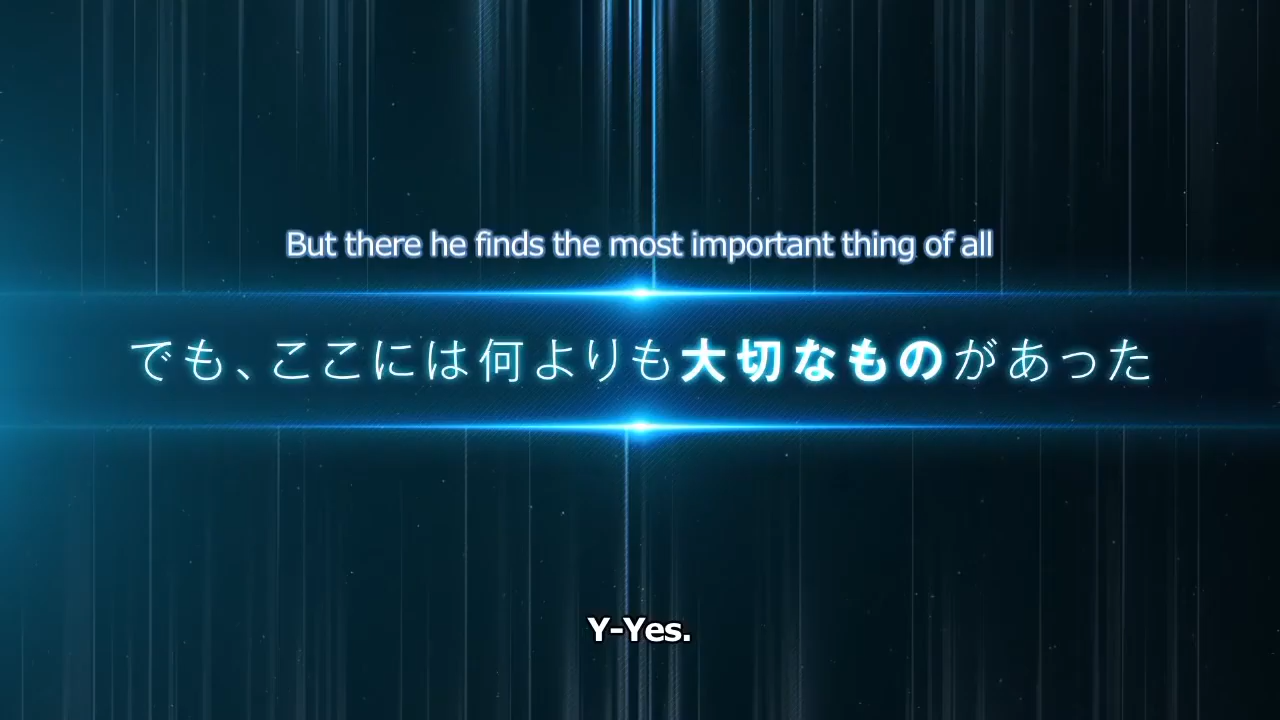 But there he finds the most important thing of all
でも、ここには何よりも大切なものがあった
Y-Yes.